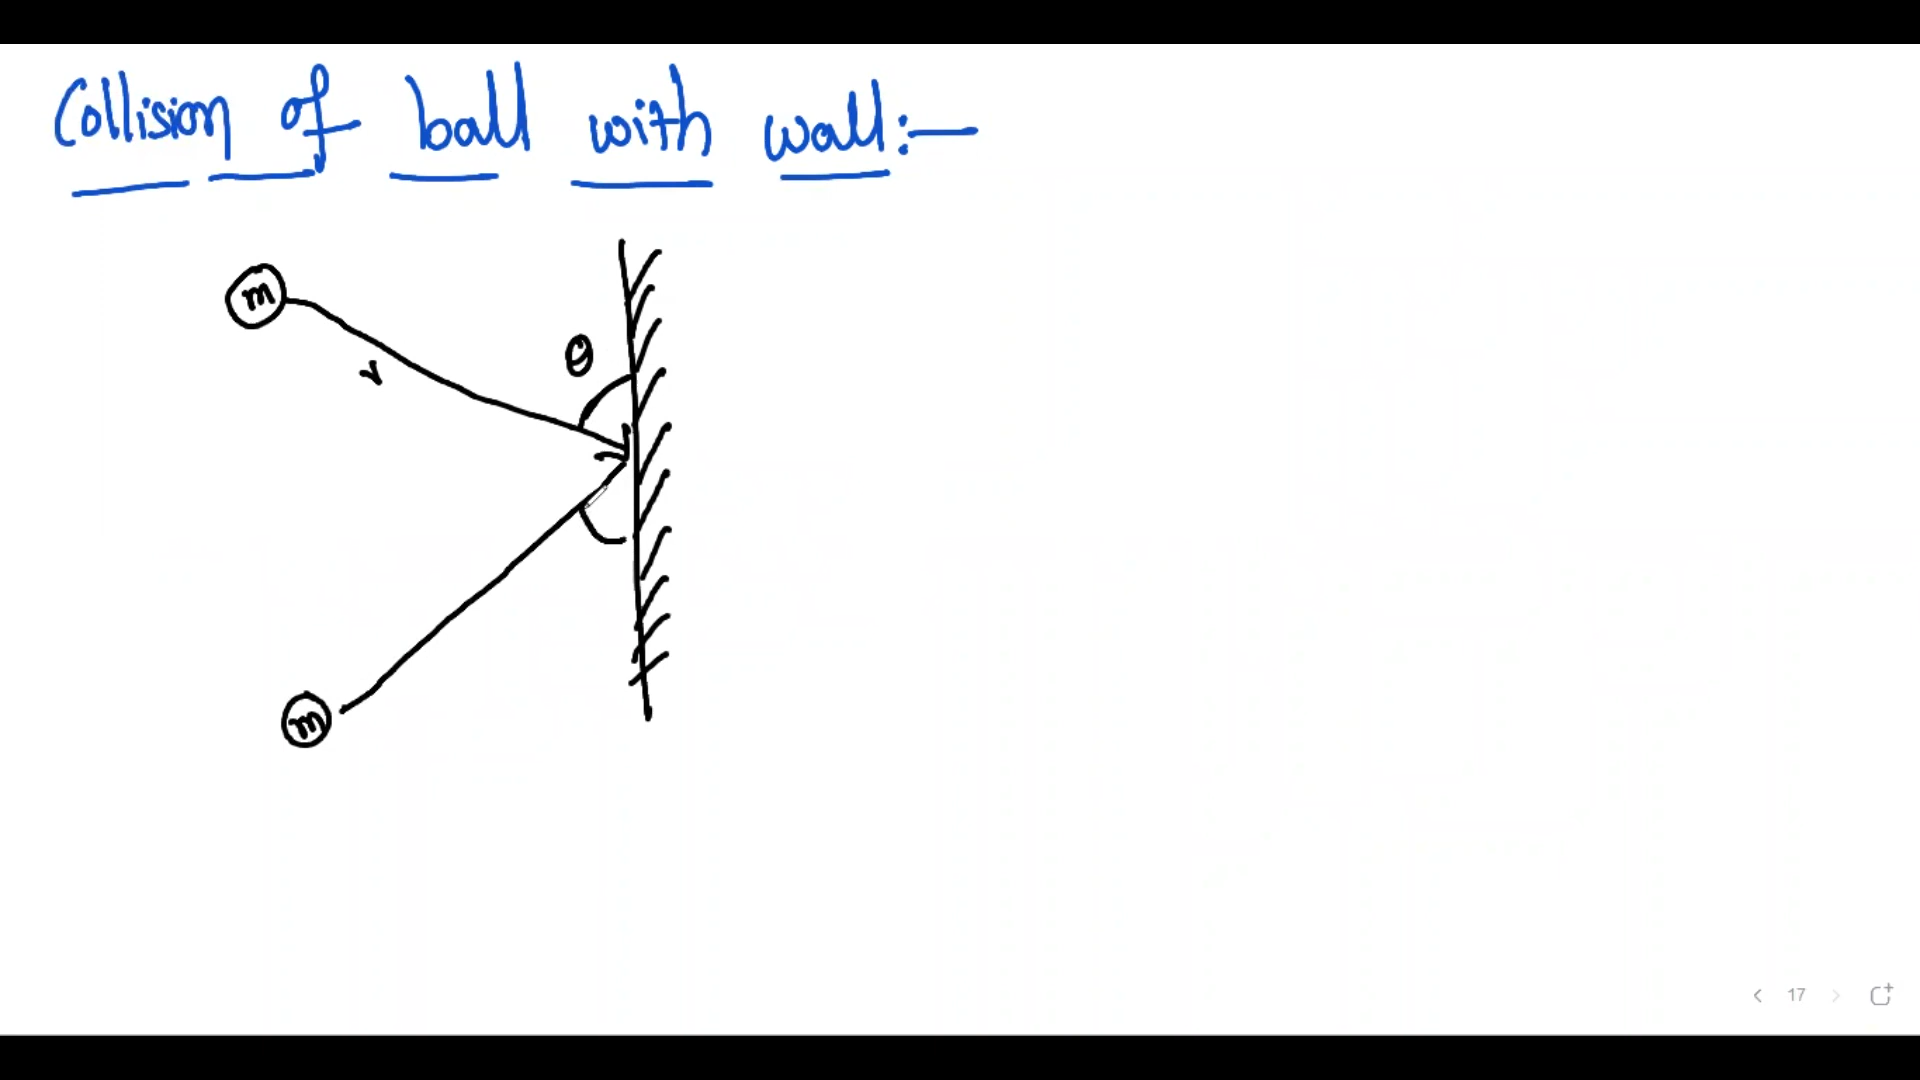 Collision of ball with wall:—
m
θ
v
m
17